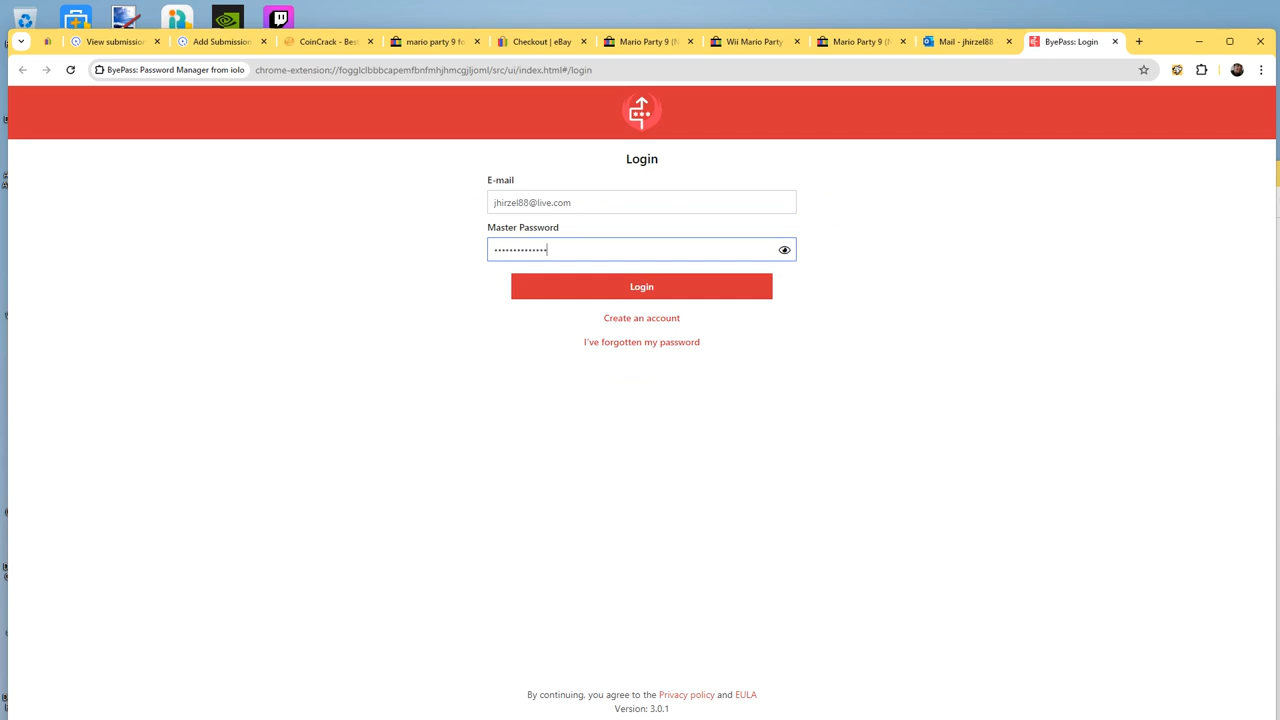 View submissio
Add Submission
CoinCrack - Bes
mario party 9 fo
Checkout | eBay
Mario Party 9 (N
Wii Mario Party
Mario Party 9 (N
Mail - jhirzel88
ByePass: Login
ByePass: Password Manager from iolo
chrome-extension://fogglclbbbcapemfbnfmhjhmcgjljoml/src/ui/index.html#/login
Login
E-mail
jhirzel88@live.com
Master Password
••••••••••••••
Login
Create an account
I've forgotten my password
By continuing, you agree to the Privacy policy and EULA
Version: 3.0.1